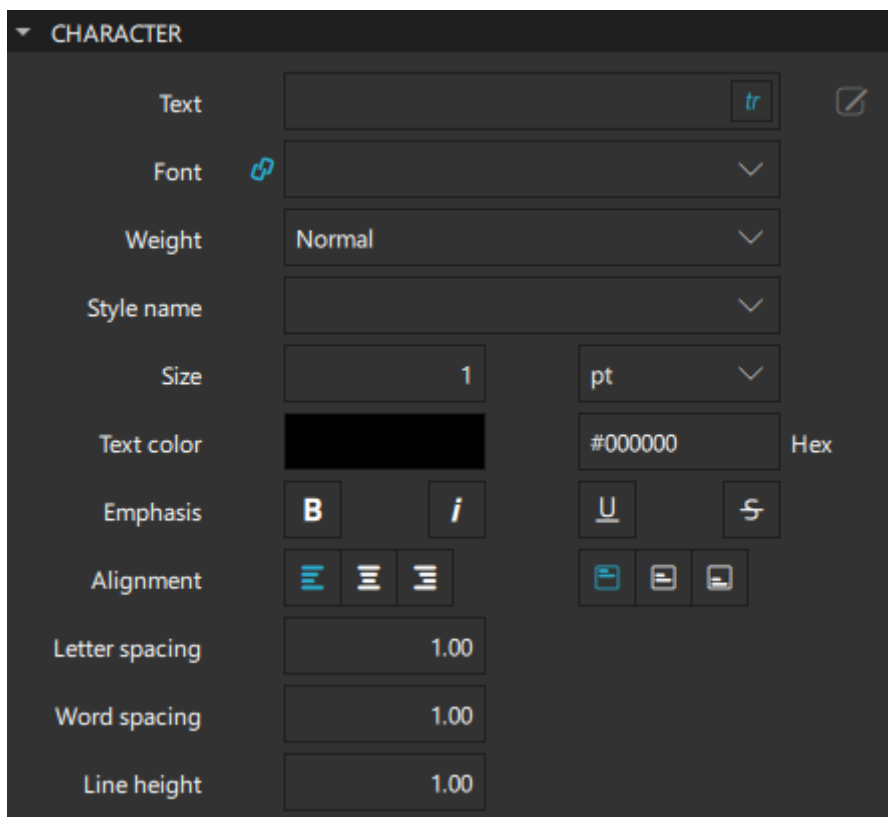 CHARACTER
Text tr
Font
Weight Normal
Style name
Size 1 pt
Text color #000000 Hex
Emphasis B i U S
Alignment
Letter spacing 1.00
Word spacing 1.00
Line height 1.00